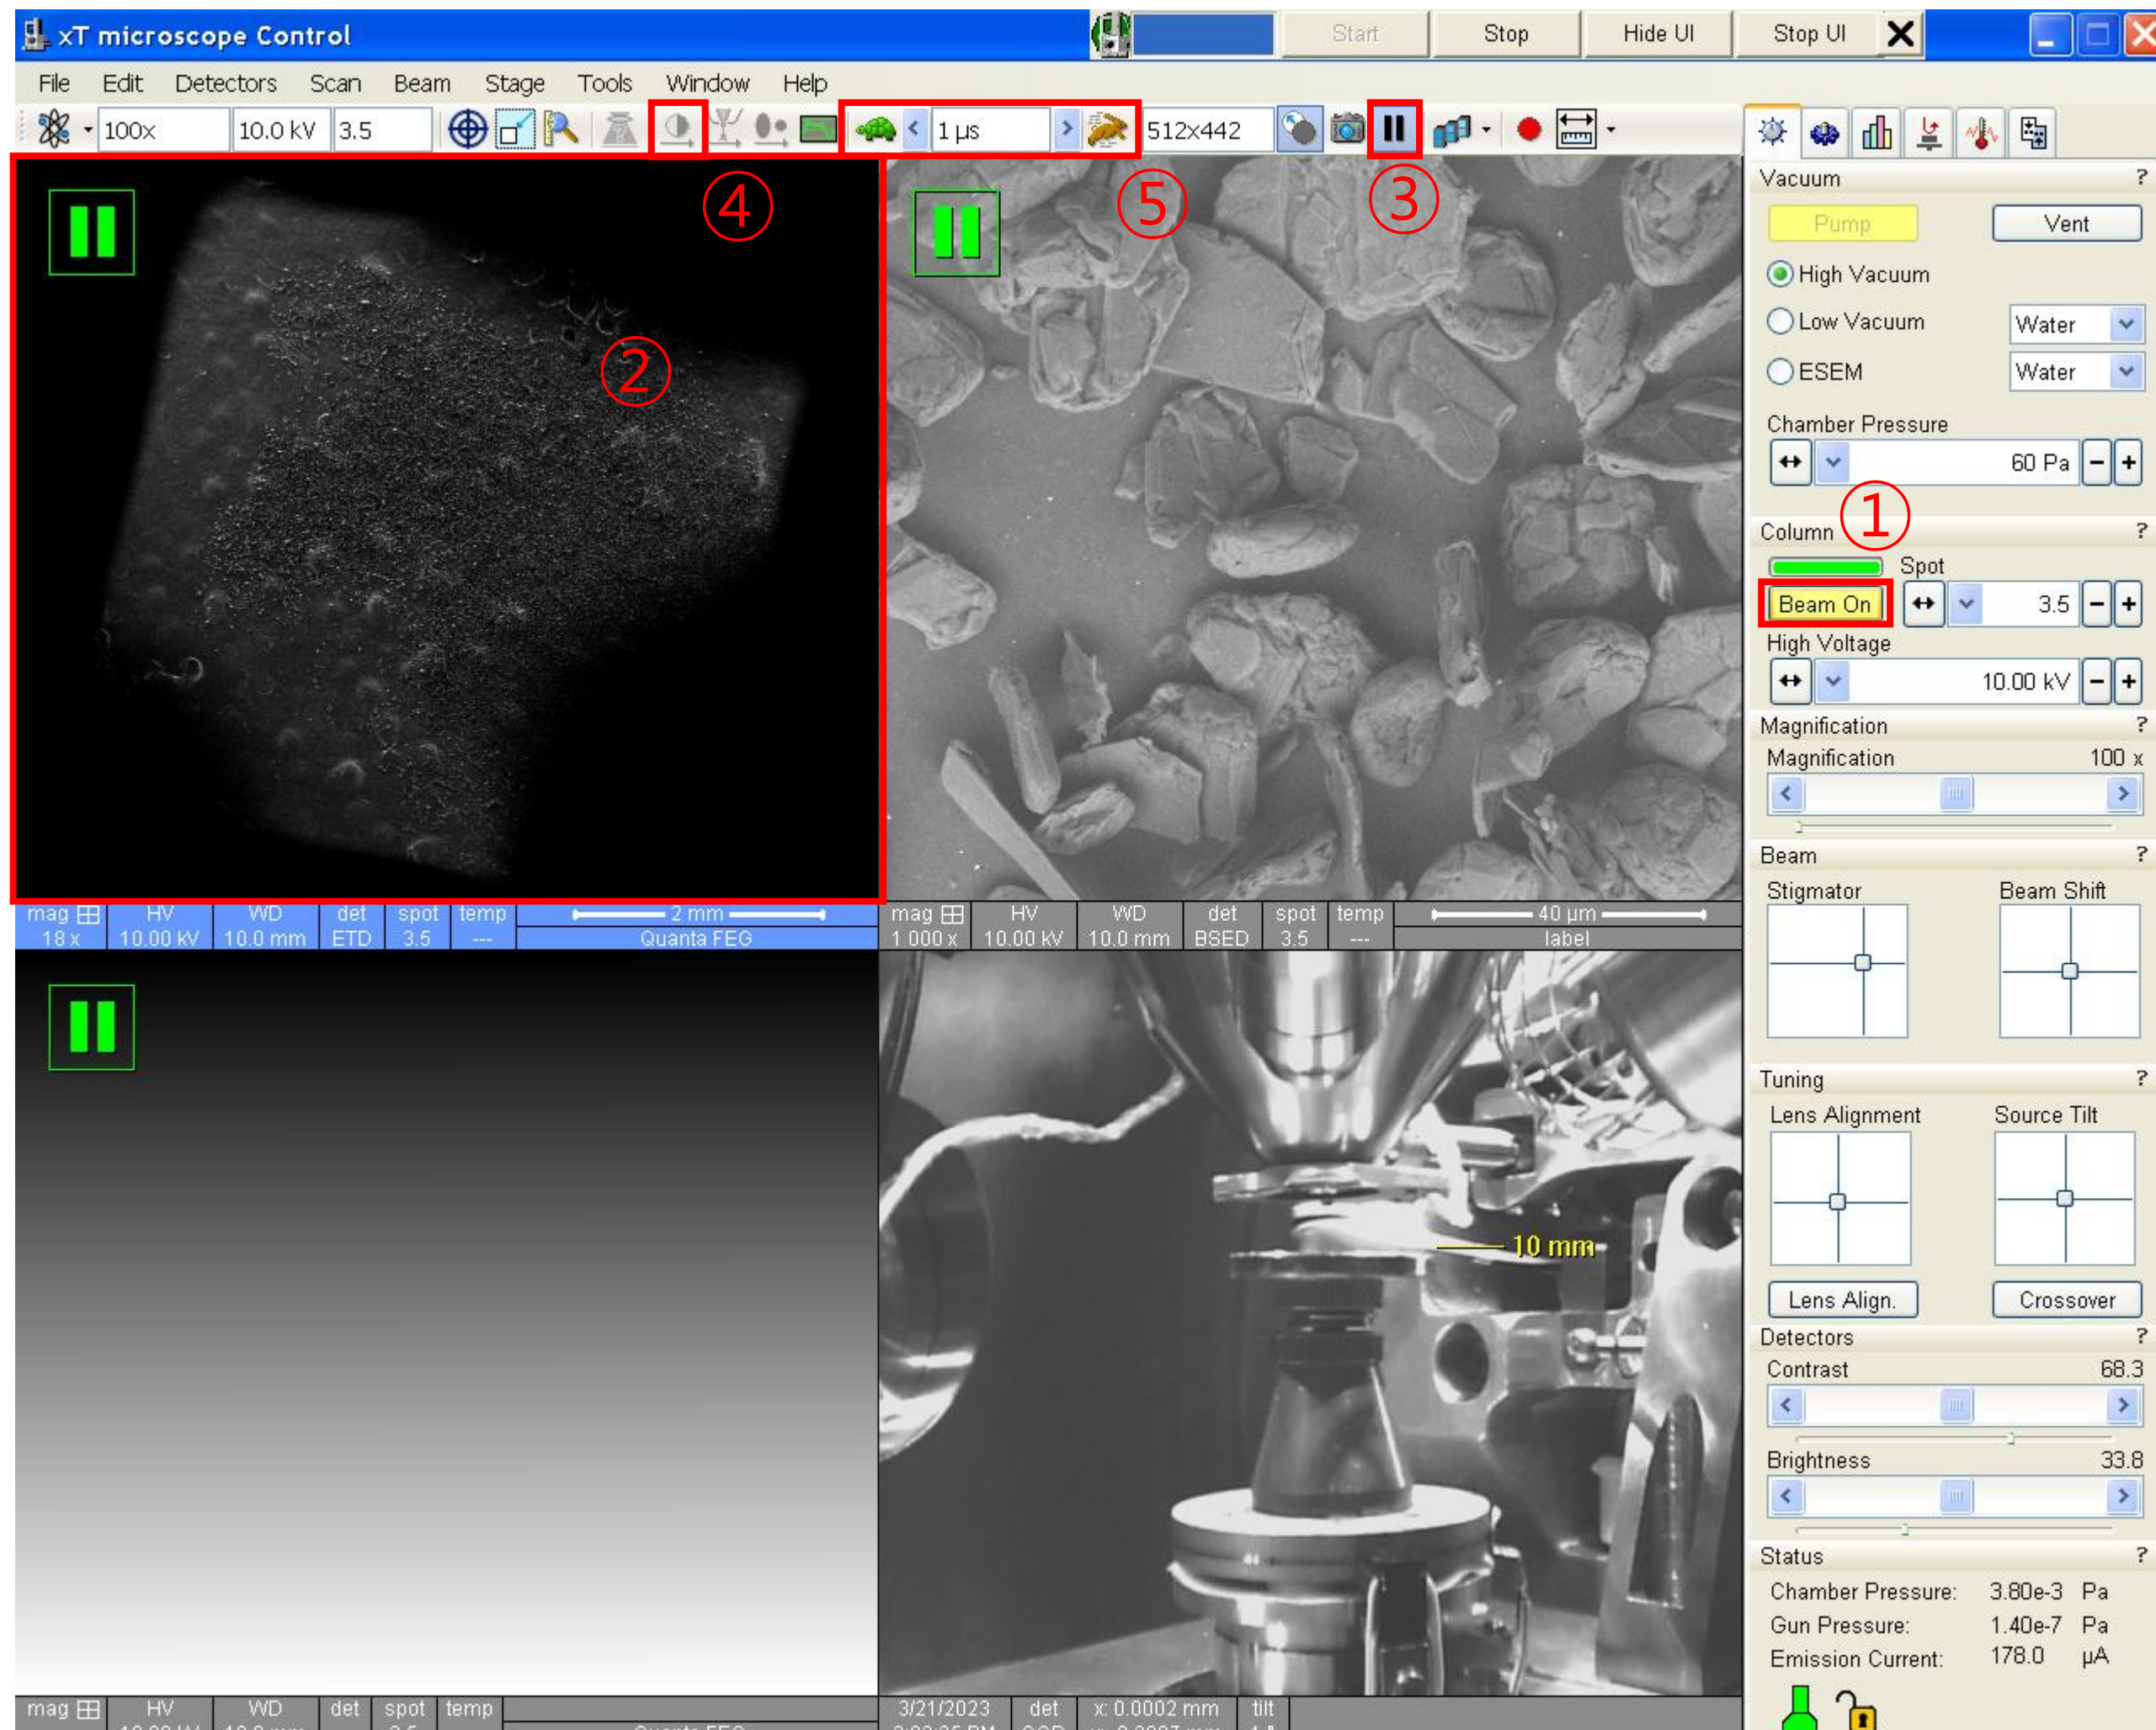 xT microscope Control
Start Stop Hide UI Stop UI X
File Edit Detectors Scan Beam Stage Tools Window Help
100x 10.0 kV 3.5 1 µs 512x442
④ ⑤ ③
②
Vacuum ?
Pump Vent
High Vacuum
Low Vacuum Water
ESEM Water
Chamber Pressure
60 Pa - +
①
Column ?
Spot
Beam On 3.5 - +
High Voltage
10.00 kV - +
Magnification ?
Magnification 100 x
Beam ?
Stigmator Beam Shift
Tuning ?
Lens Alignment Source Tilt
Lens Align. Crossover
Detectors ?
Contrast 68.3
Brightness 33.8
Status ?
Chamber Pressure: 3.80e-3 Pa
Gun Pressure: 1.40e-7 Pa
Emission Current: 178.0 µA
mag HV WD det spot temp 2 mm
18 x 10.00 kV 10.0 mm ETD 3.5 --- Quanta FEG
mag HV WD det spot temp 40 µm
1 000 x 10.00 kV 10.0 mm BSED 3.5 --- label
10 mm
mag HV WD det spot temp
3/21/2023 det x: 0.0002 mm tilt